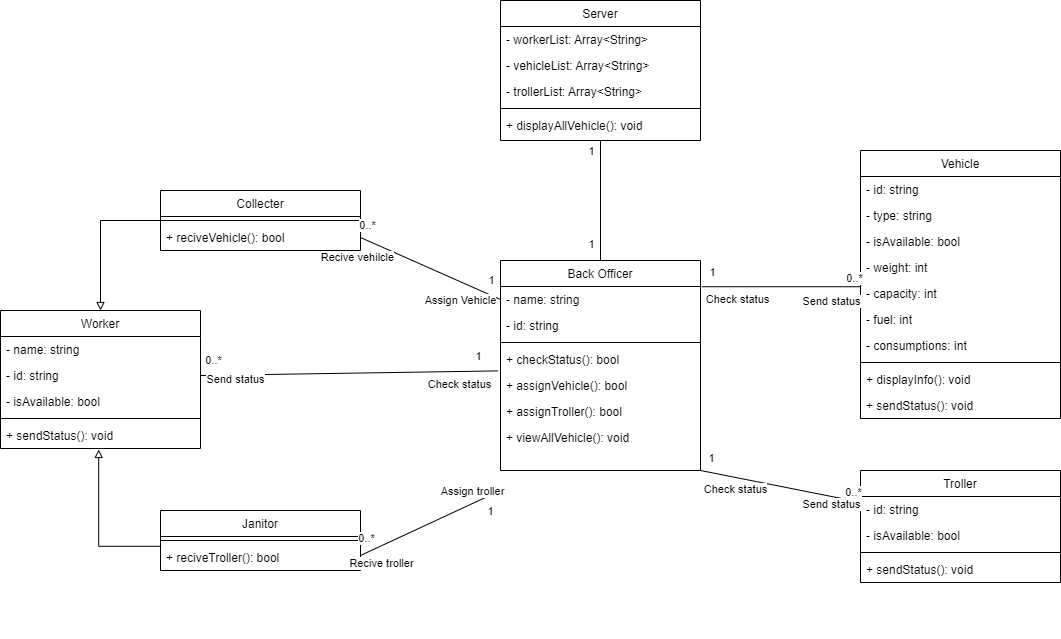 Server
- workerList: Array<String>
- vehicleList: Array<String>
- trollerList: Array<String>
+ displayAllVehicle(): void
1
1
Collecter
+ reciveVehicle(): bool
0..*
Recive vehilcle
1
Assign Vehicle
Worker
- name: string
- id: string
- isAvailable: bool
+ sendStatus(): void
0..*
Send status
1
Check status
Back Officer
- name: string
- id: string
+ checkStatus(): bool
+ assignVehicle(): bool
+ assignTroller(): bool
+ viewAllVehicle(): void
1
Check status
0..*
Send status
Vehicle
- id: string
- type: string
- isAvailable: bool
- weight: int
- capacity: int
- fuel: int
- consumptions: int
+ displayInfo(): void
+ sendStatus(): void
1
Check status
0..*
Send status
Troller
- id: string
- isAvailable: bool
+ sendStatus(): void
Assign troller
1
Janitor
+ reciveTroller(): bool
0..*
Recive troller